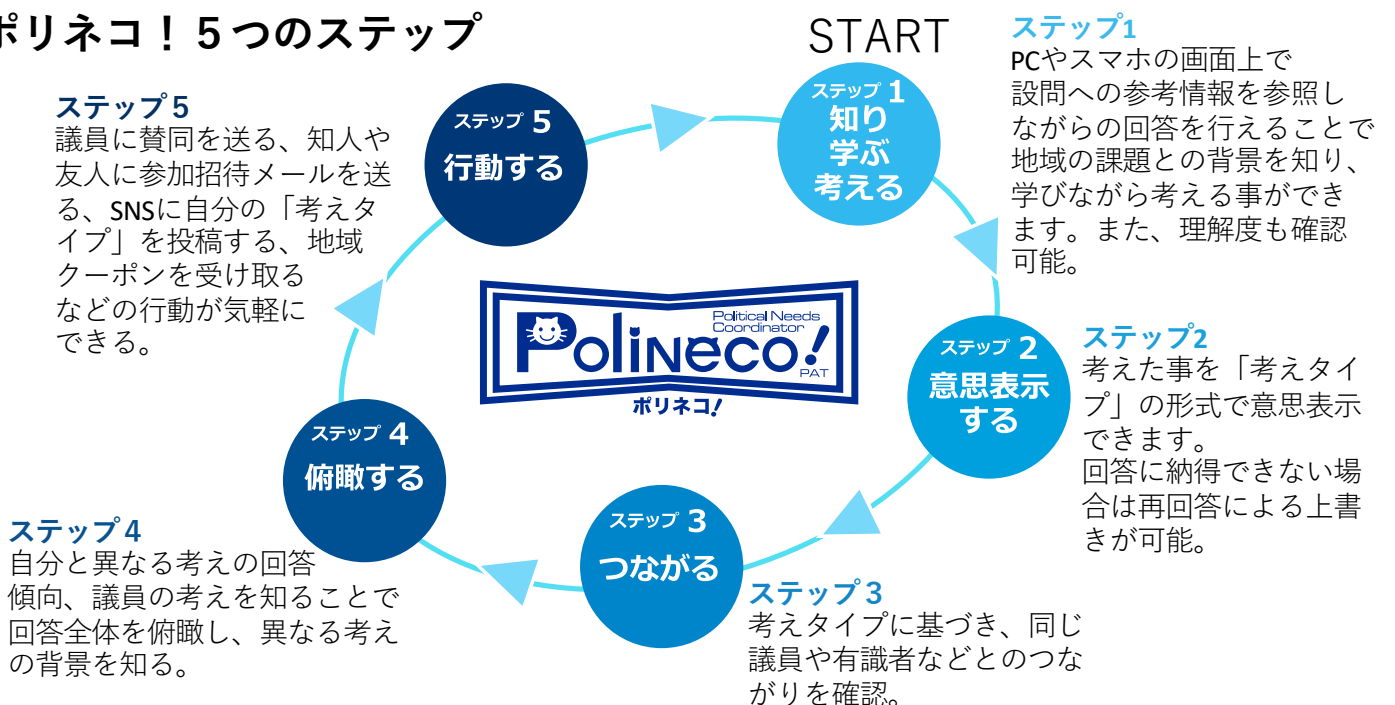 ポリネコ！５つのステップ
START
ステップ1
PCやスマホの画面上で
設問への参考情報を参照し
ながらの回答を行えることで
地域の課題との背景を知り、
学びながら考える事ができ
ます。また、理解度も確認
可能。
ステップ 1
知り
学ぶ
考える
ステップ2
考えた事を「考えタイ
プ」の形式で意思表示
できます。
回答に納得できない場
合は再回答による上書
きが可能。
ステップ 2
意思表示
する
ステップ３
考えタイプに基づき、同じ
議員や有識者などとのつな
がりを確認。
ステップ 3
つながる
ステップ４
自分と異なる考えの回答
傾向、議員の考えを知ることで
回答全体を俯瞰し、異なる考え
の背景を知る。
ステップ 4
俯瞰する
ステップ５
議員に賛同を送る、知人や
友人に参加招待メールを送
る、SNSに自分の「考えタ
イプ」を投稿する、地域
クーポンを受け取る
などの行動が気軽に
できる。
ステップ 5
行動する
Political Needs
Coordinator
PoliNeco!
PAT
ポリネコ!